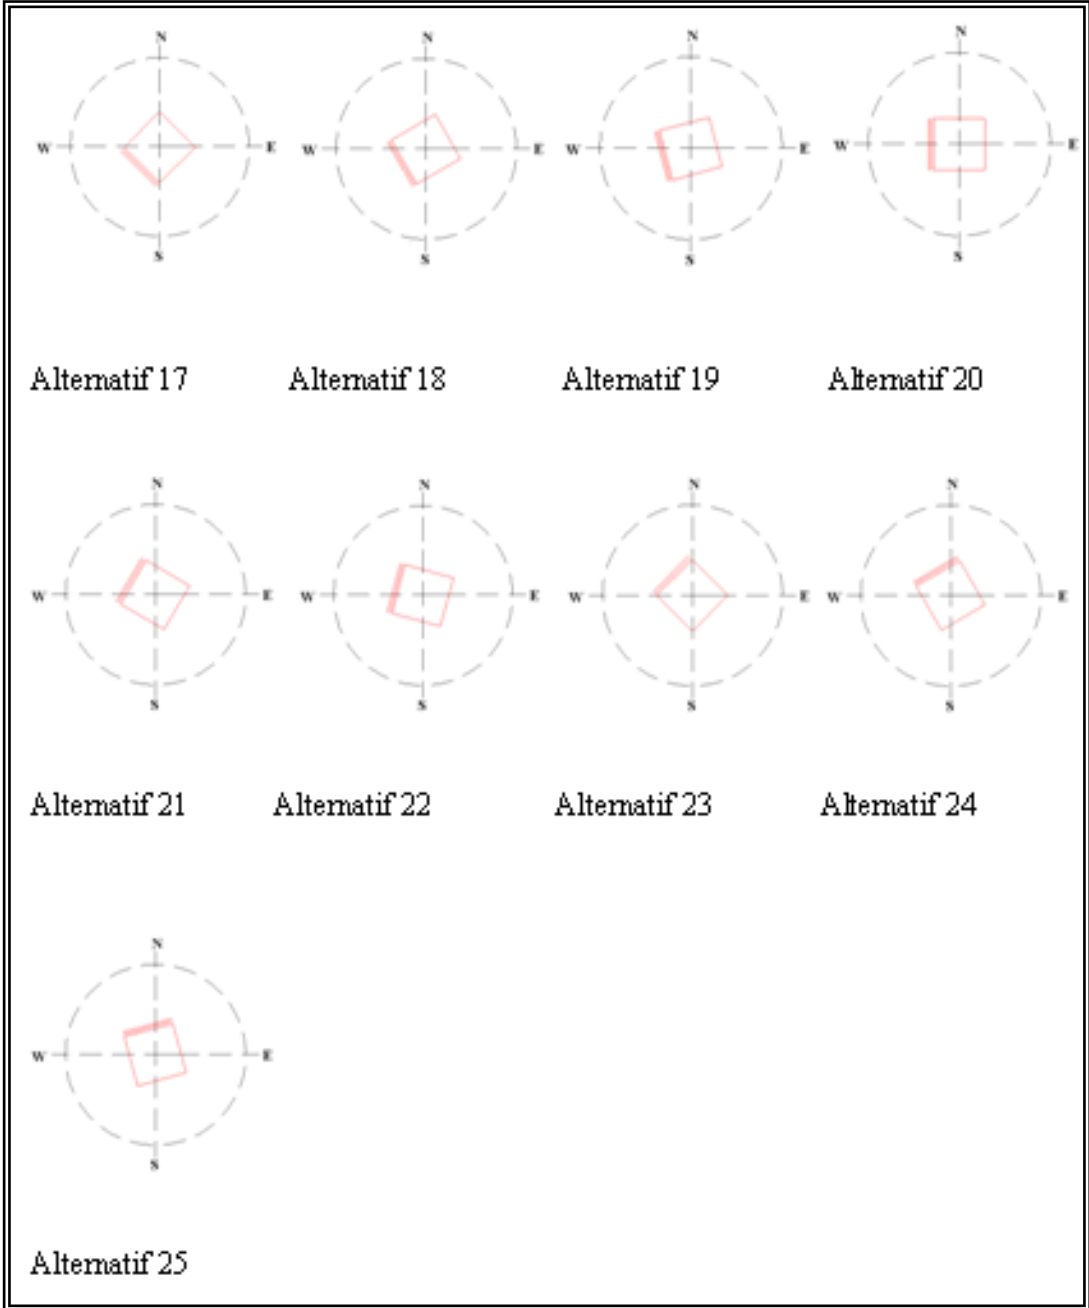 N N N N
W E W E W E W E
S S S S
Alternatif 17 Alternatif 18 Alternatif 19 Alternatif 20
N N N N
W E W E W E W E
S S S S
Alternatif 21 Alternatif 22 Alternatif 23 Alternatif 24
N
W E
S
Alternatif 25